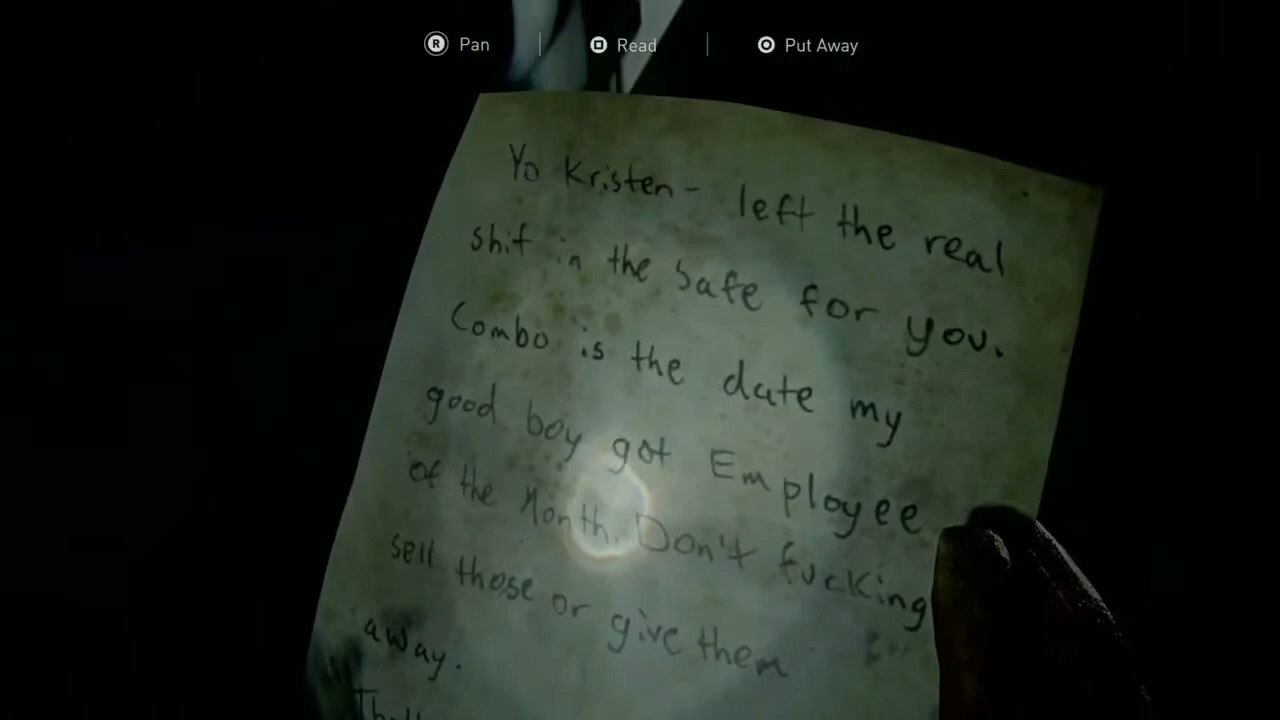 R Pan Read Put Away
Yo Kristen- left the real
shit in the safe for you.
Combo is the date my
good boy got Employee
of the Month. Don't fucking
sell those or give them
away.